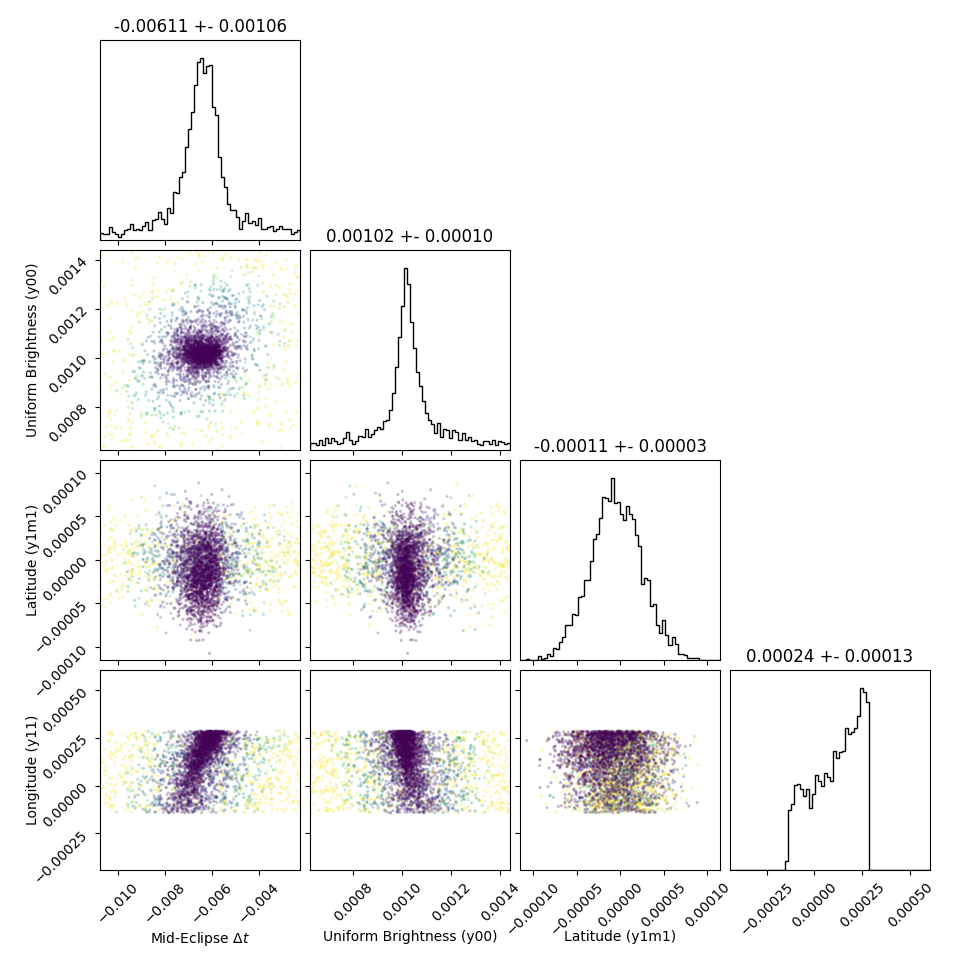 -0.00611 +- 0.00106
0.00102 +- 0.00010
Uniform Brightness (y00)
0.0014
0.0012
0.0010
0.0008
-0.00011 +- 0.00003
Latitude (y1m1)
0.00010
0.00005
0.00000
−0.00005
−0.00010
0.00024 +- 0.00013
Longitude (y11)
0.00050
0.00025
0.00000
−0.00025
−0.010 −0.008 −0.006 −0.004
0.0008 0.0010 0.0012 0.0014
−0.00010 −0.00005 0.00000 0.00005 0.00010
−0.00025 0.00000 0.00025 0.00050
Mid-Eclipse Δt
Uniform Brightness (y00)
Latitude (y1m1)